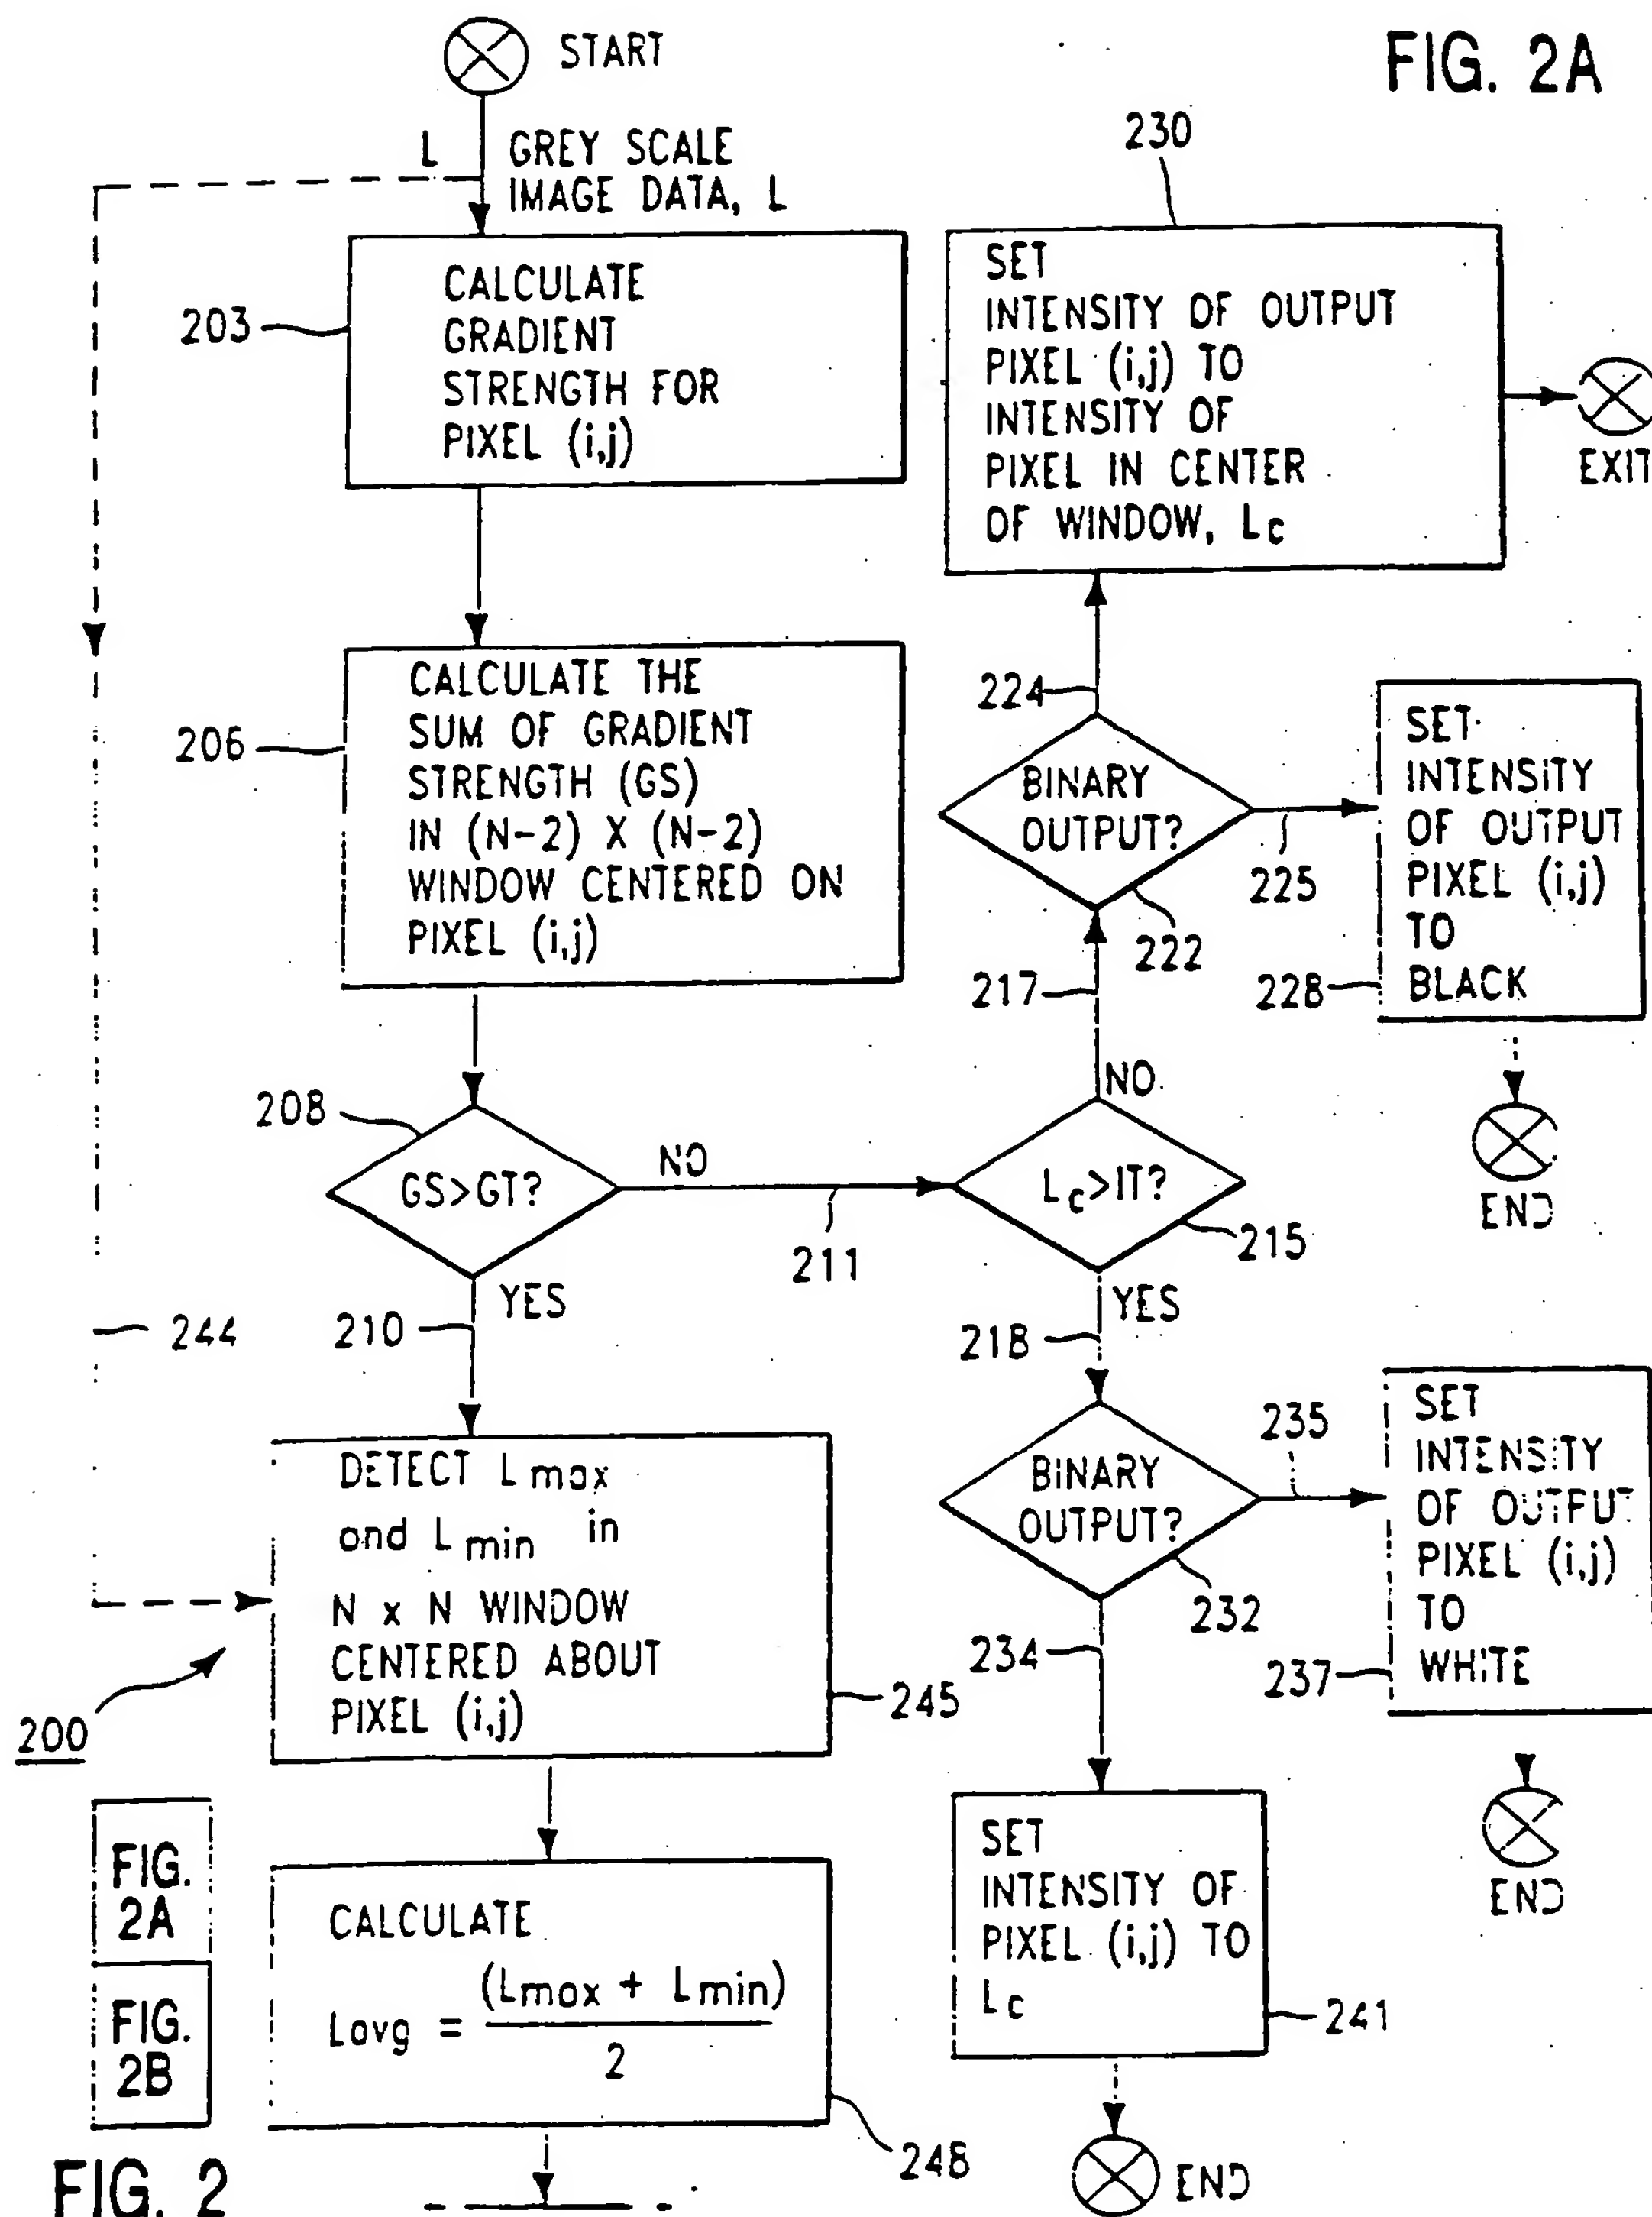 FIG. 2A
START
L
GREY SCALE
IMAGE DATA, L
203
CALCULATE
GRADIENT
STRENGTH FOR
PIXEL (i,j)
230
SET
INTENSITY OF OUTPUT
PIXEL (i,j) TO
INTENSITY OF
PIXEL IN CENTER
OF WINDOW, Lc
EXIT
206
CALCULATE THE
SUM OF GRADIENT
STRENGTH (GS)
IN (N-2) X (N-2)
WINDOW CENTERED ON
PIXEL (i,j)
224
BINARY
OUTPUT?
222
225
SET
INTENSITY
OF OUTPUT
PIXEL (i,j)
TO
BLACK
228
END
217
NO
208
GS>GT?
NO
211
Lc>IT?
215
YES
210
YES
218
244
DETECT Lmax
and Lmin in
N x N WINDOW
CENTERED ABOUT
PIXEL (i,j)
245
200
BINARY
OUTPUT?
232
235
234
SET
INTENSITY
OF OUTPUT
PIXEL (i,j)
TO
WHITE
237
END
CALCULATE
Lavg = (Lmax + Lmin)
2
248
SET
INTENSITY OF
PIXEL (i,j) TO
Lc
241
END
FIG.
2A
FIG.
2B
FIG. 2